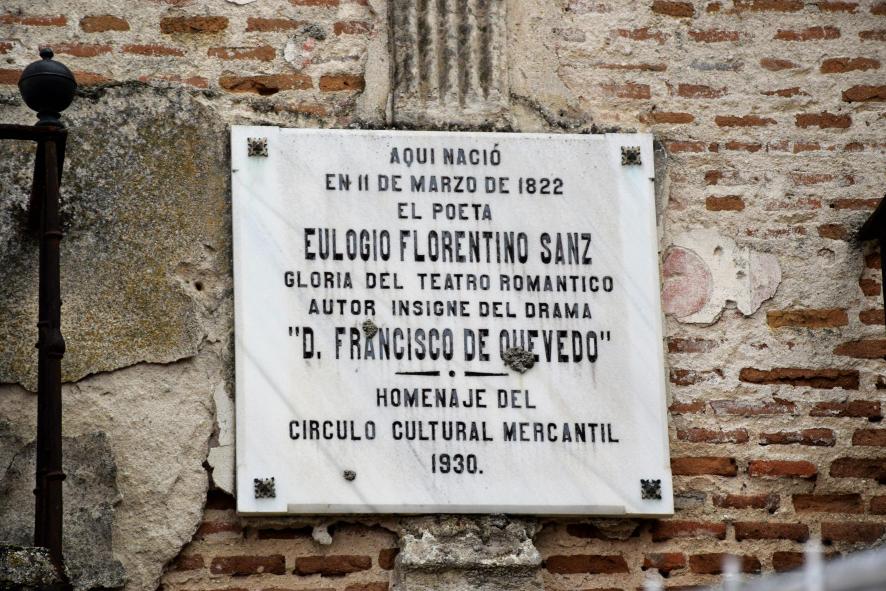 AQUI NACIÓ
EN 11 DE MARZO DE 1822
EL POETA
EULOGIO FLORENTINO SANZ
GLORIA DEL TEATRO ROMANTICO
AUTOR INSIGNE DEL DRAMA
"D. FRANCISCO DE QUEVEDO"
HOMENAJE DEL
CIRCULO CULTURAL MERCANTIL
1930.